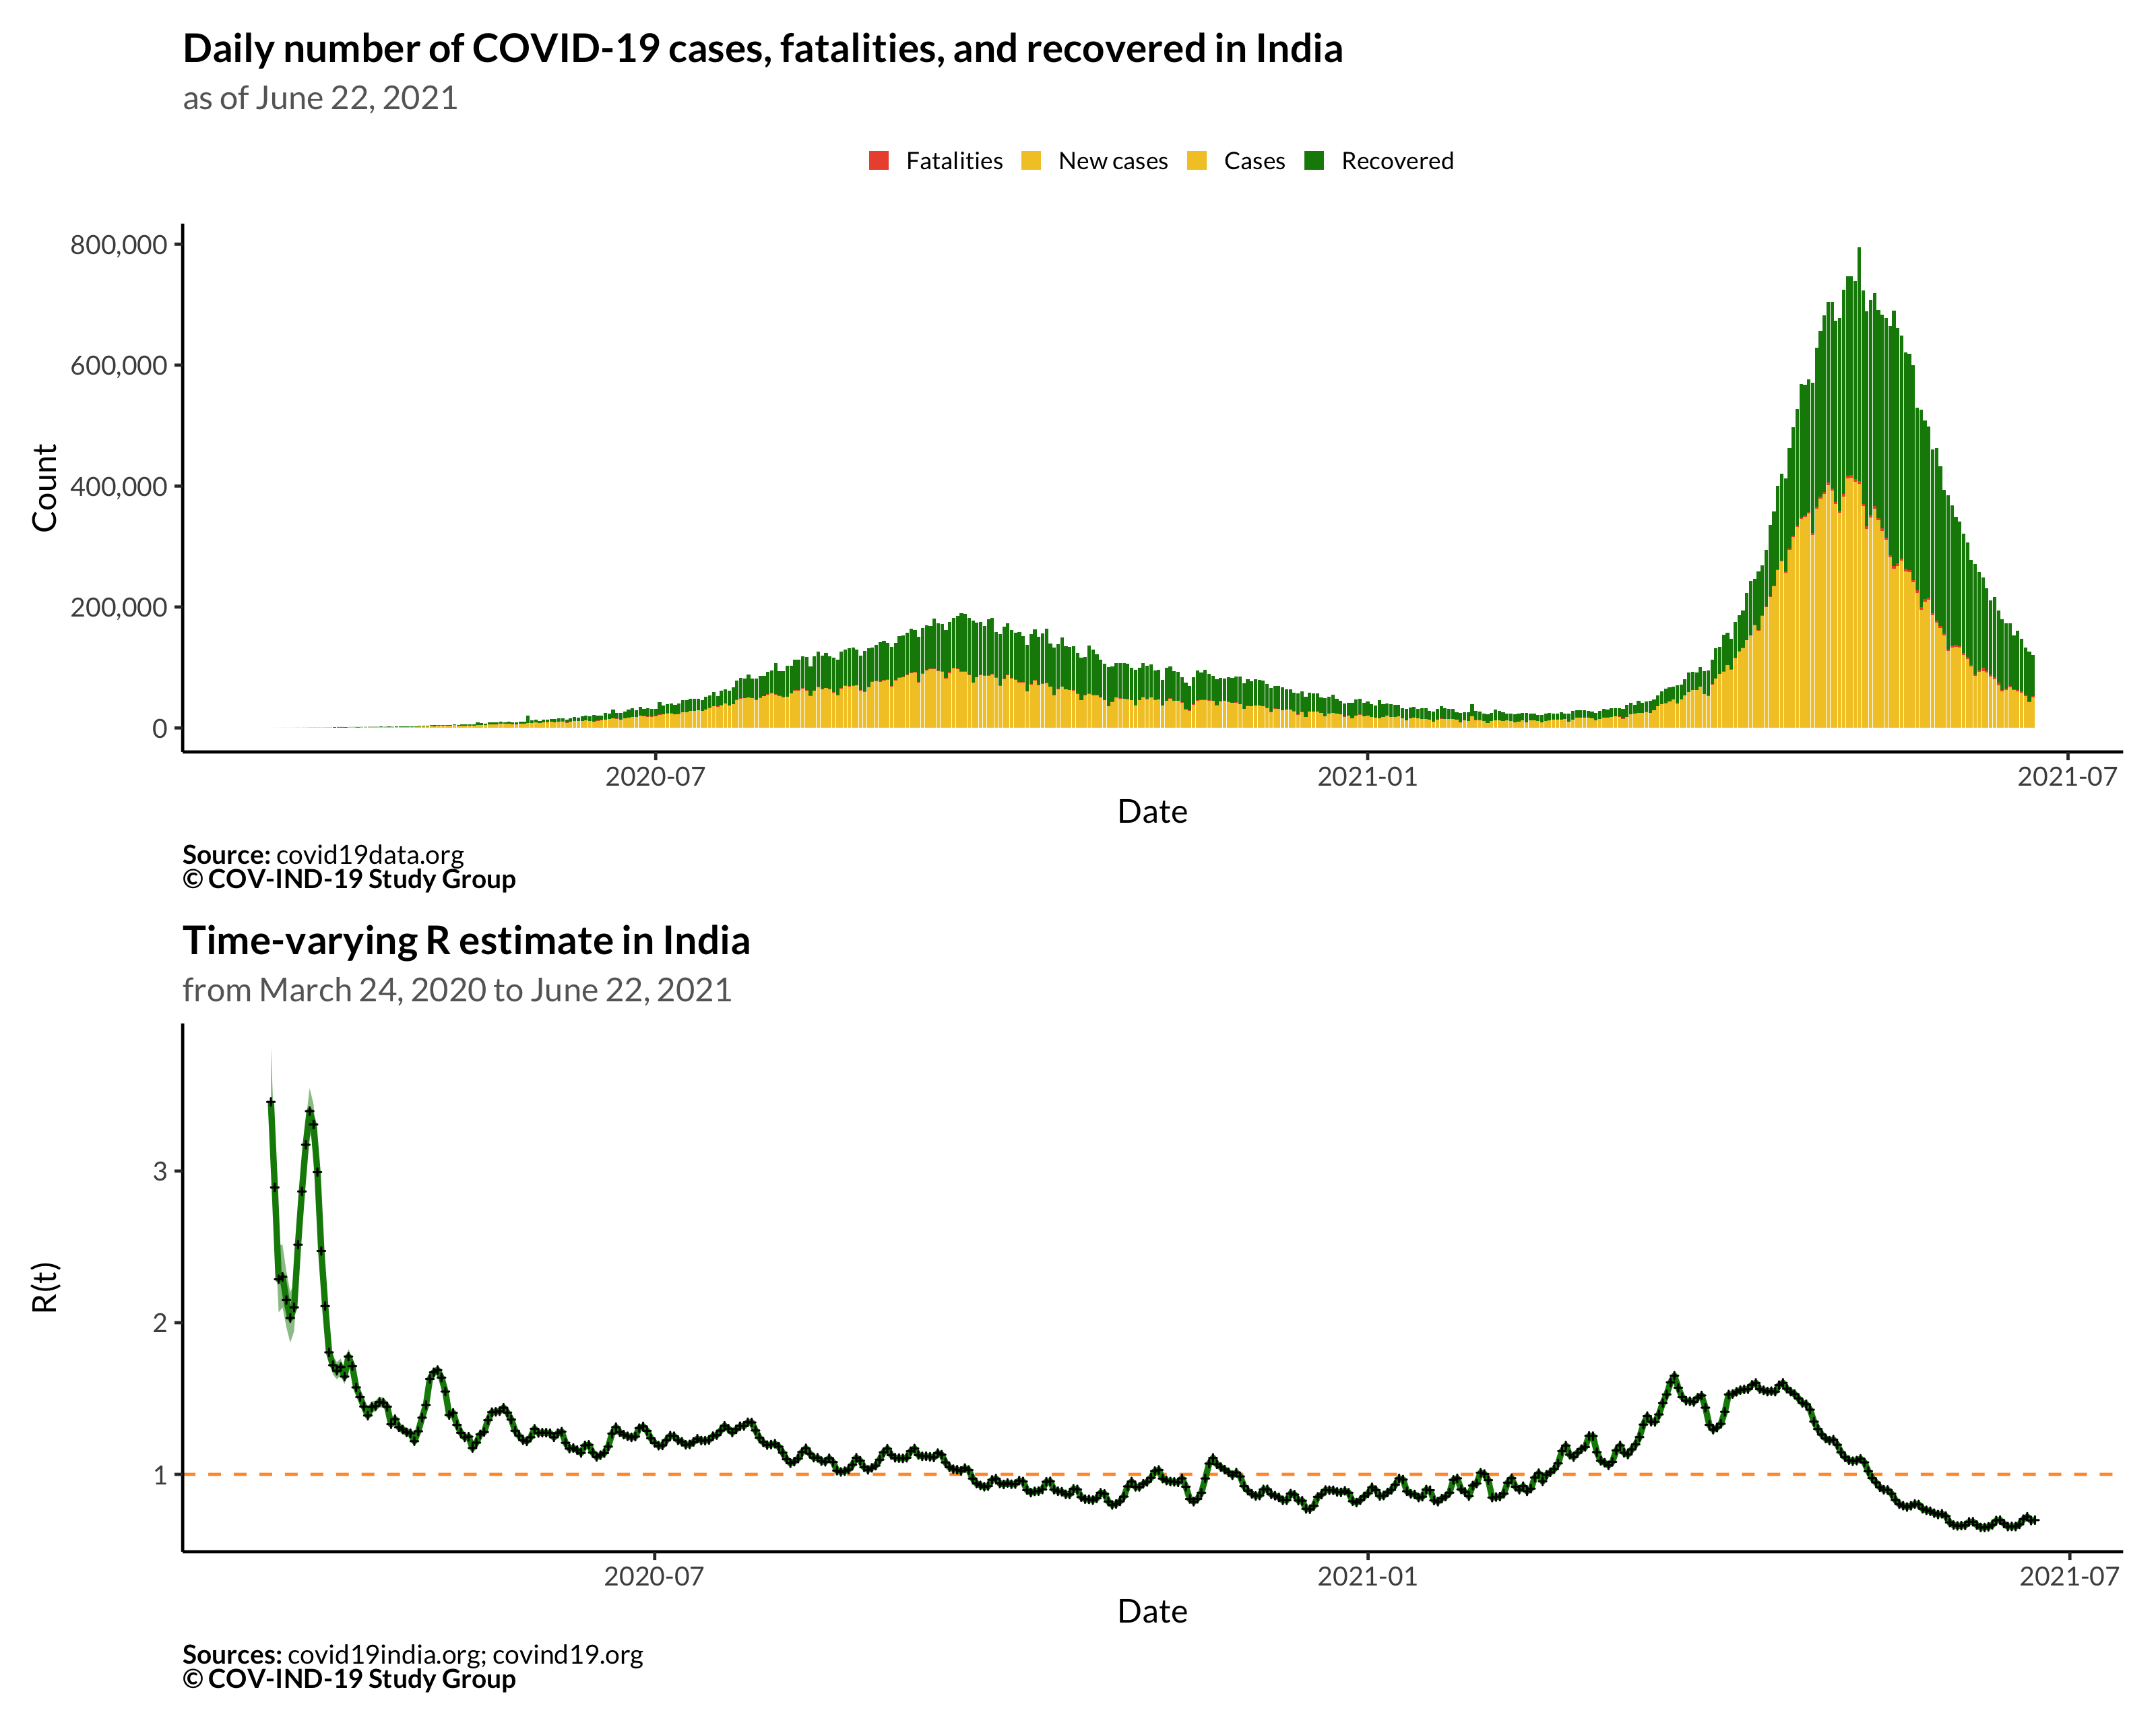 Daily number of COVID-19 cases, fatalities, and recovered in India
as of June 22, 2021
Fatalities New cases Cases Recovered
800,000
600,000
400,000
200,000
0
Count
2020-07 2021-01 2021-07
Date
Source: covid19data.org
© COV-IND-19 Study Group
Time-varying R estimate in India
from March 24, 2020 to June 22, 2021
3
2
1
R(t)
2020-07 2021-01 2021-07
Date
Sources: covid19india.org; covind19.org
© COV-IND-19 Study Group